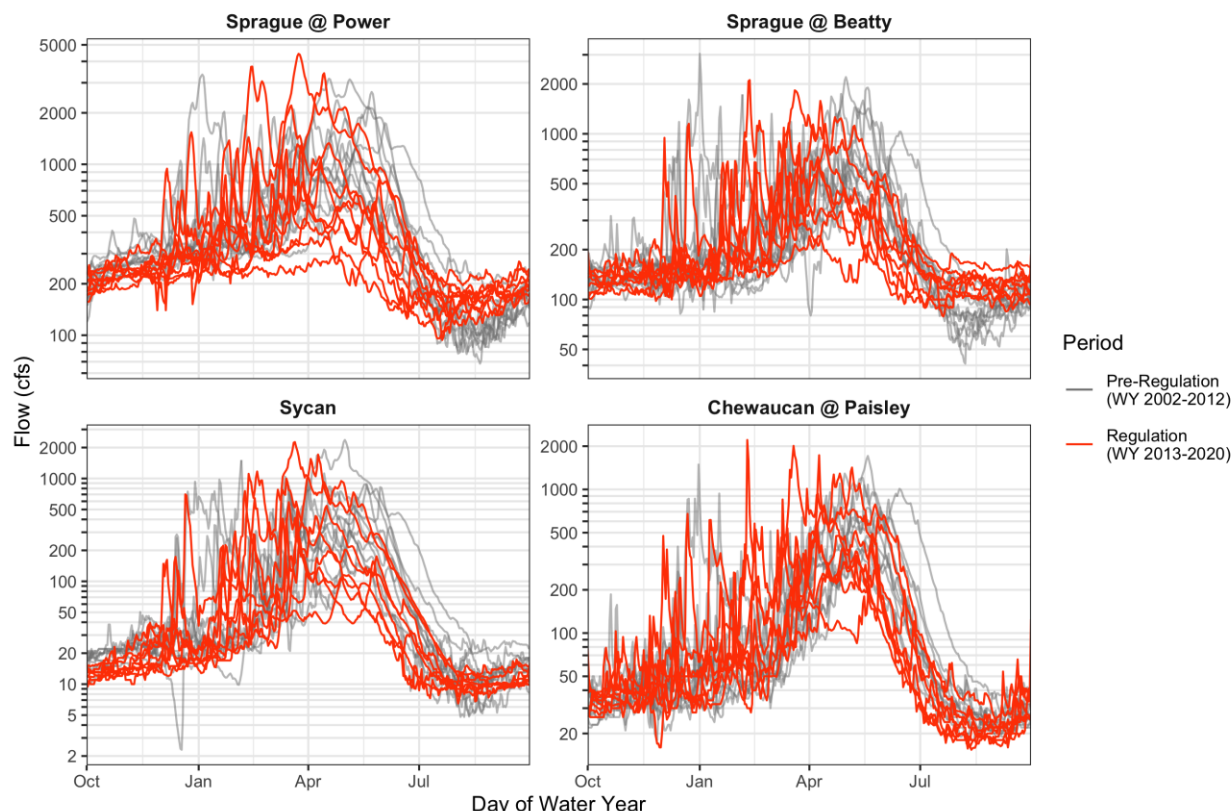 Sprague @ Power
Sprague @ Beatty
5000
2000
1000
500
200
100
1000
500
200
100
50
Flow (cfs)
Sycan
Chewaucan @ Paisley
2000
1000
500
200
100
50
20
10
5
2
1000
500
200
100
50
20
Oct
Jan
Apr
Jul
Oct
Jan
Apr
Jul
Day of Water Year
Period
Pre-Regulation
(WY 2002-2012)
Regulation
(WY 2013-2020)